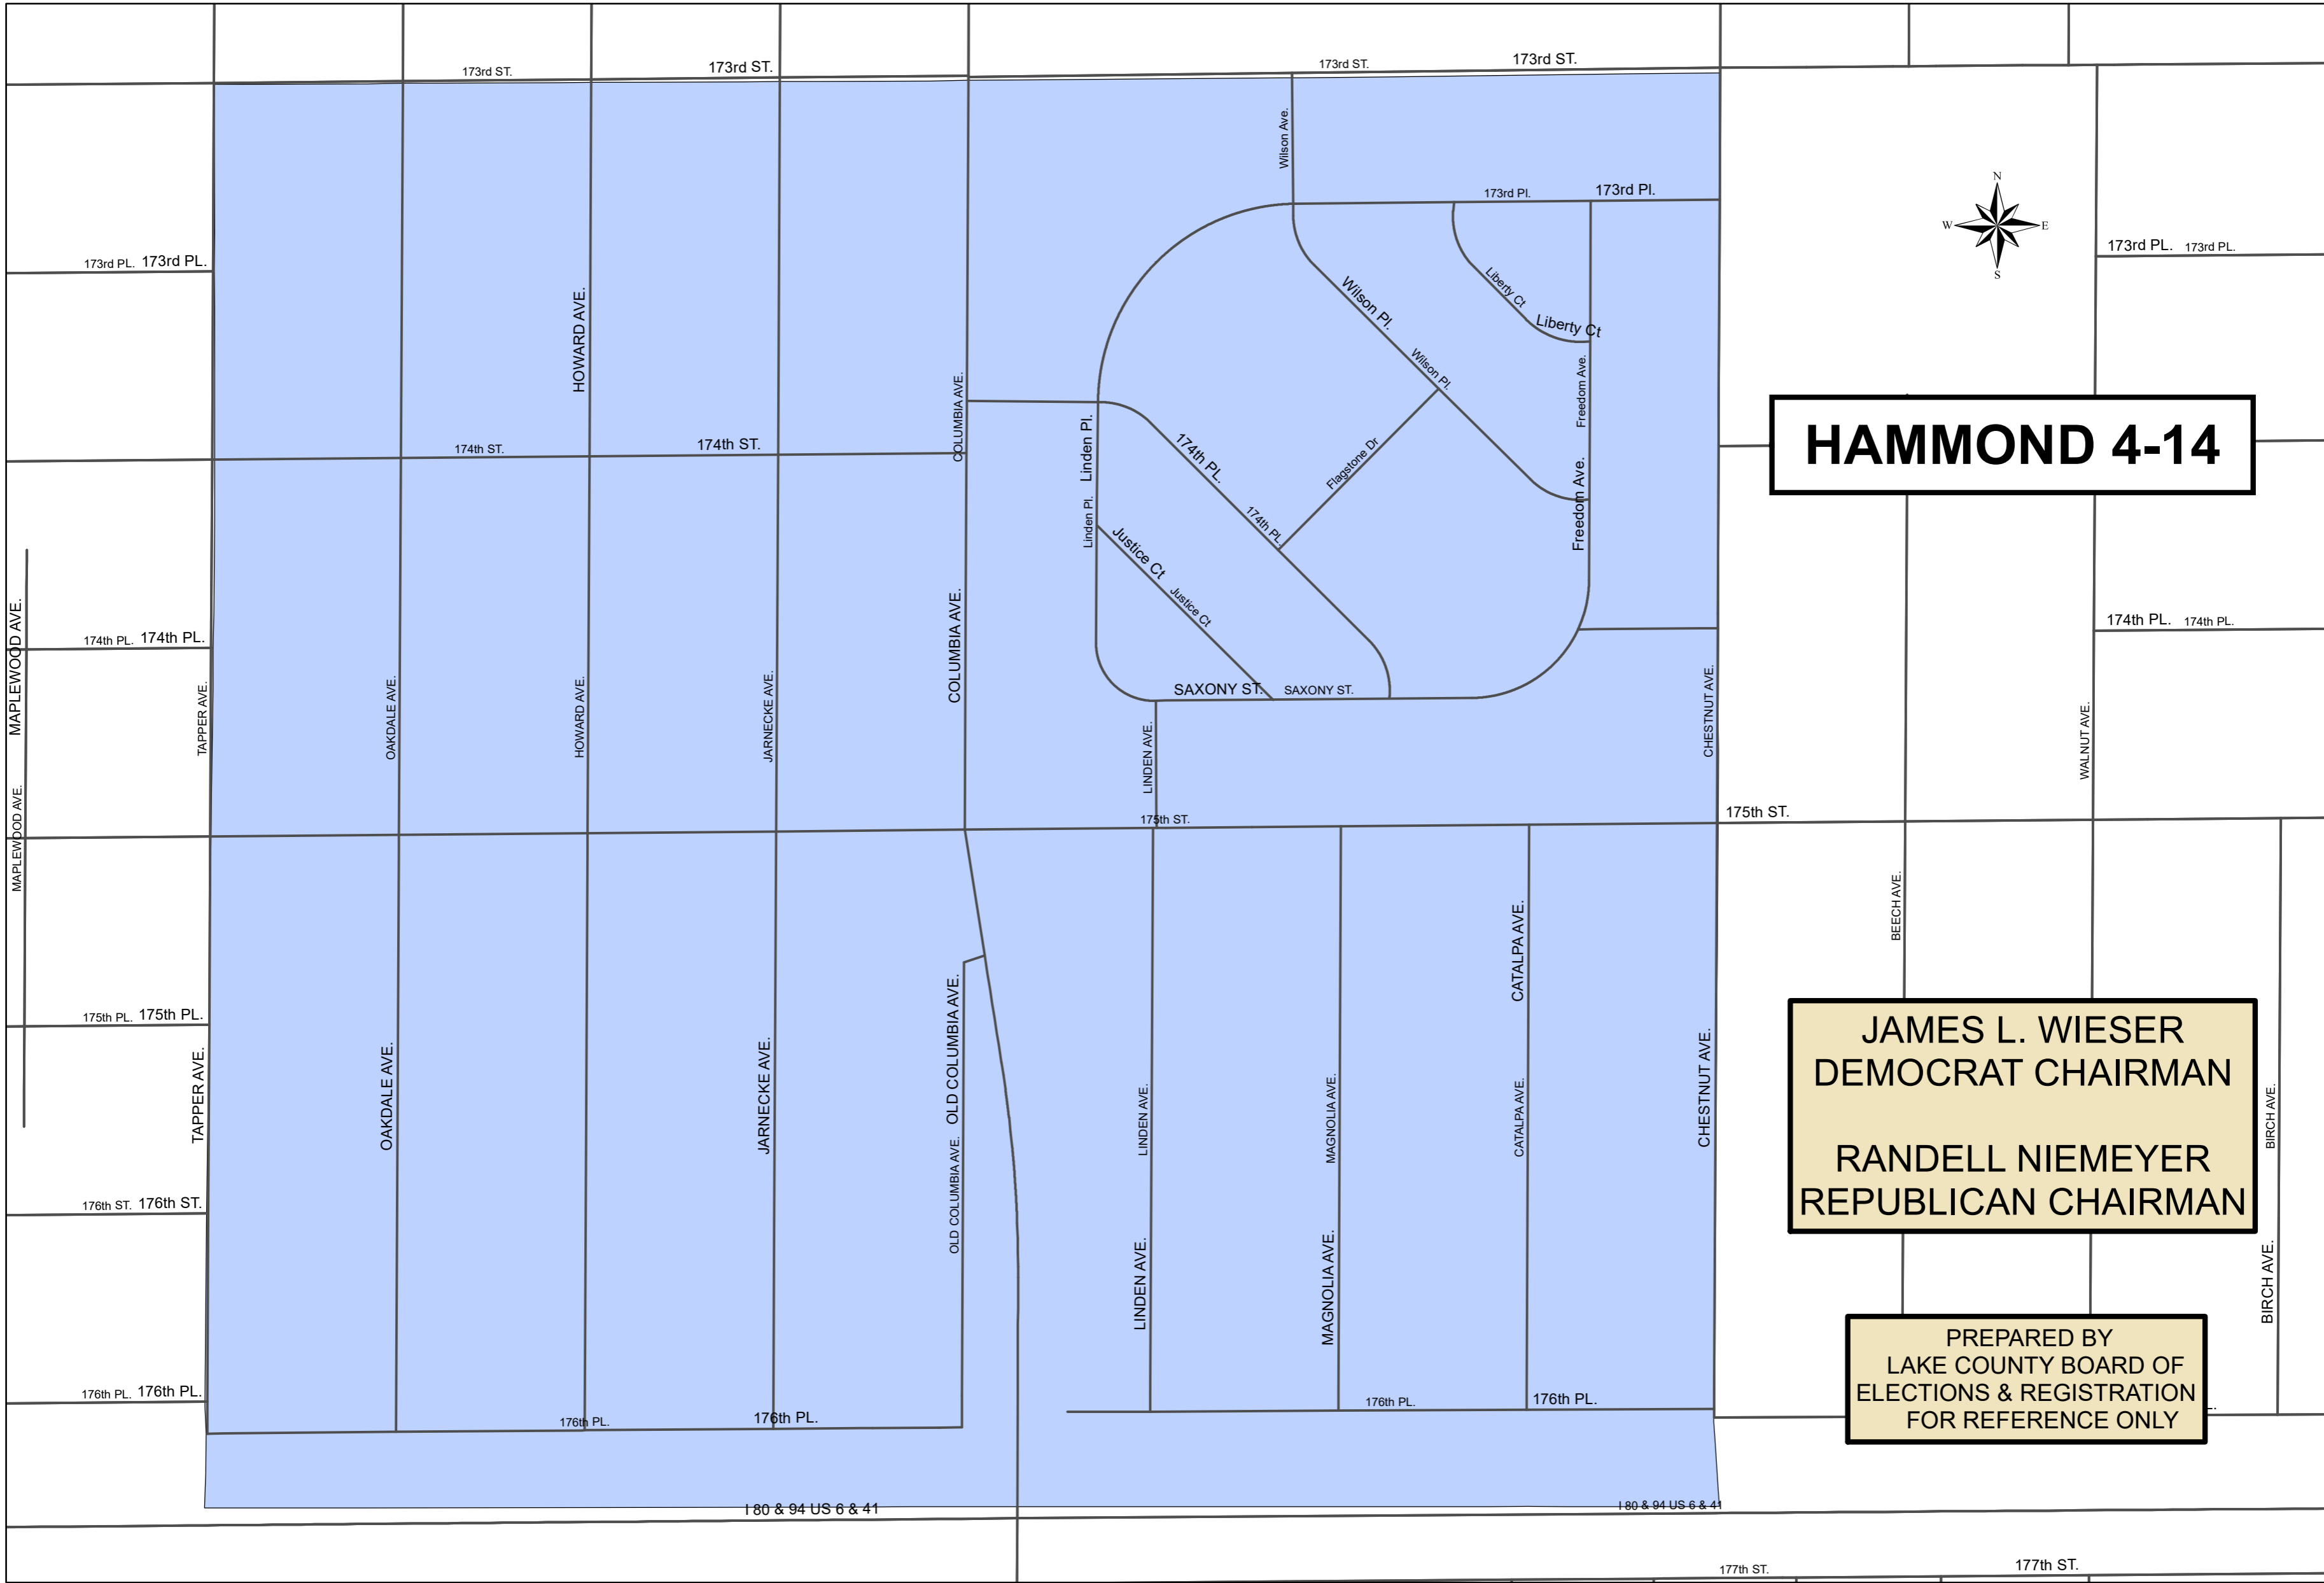 173rd ST.
173rd ST.
173rd ST.
173rd ST.
Wilson Ave.
173rd Pl.
173rd Pl.
N
W
E
S
173rd PL.
173rd PL.
173rd PL.
173rd PL.
HOWARD AVE.
Liberty Ct
Liberty Ct
Wilson Pl.
Wilson Pl.
Freedom Ave.
Freedom Ave.
COLUMBIA AVE.
HAMMOND 4-14
174th ST.
174th ST.
Linden Pl.
Linden Pl.
174th PL.
174th PL.
Flagstone Dr
Justice Ct
Justice Ct
MAPLEWOOD AVE.
MAPLEWOOD AVE.
174th PL.
174th PL.
174th PL.
174th PL.
COLUMBIA AVE.
TAPPER AVE.
OAKDALE AVE.
HOWARD AVE.
JARNECKE AVE.
SAXONY ST.
SAXONY ST.
LINDEN AVE.
CHESTNUT AVE.
WALNUT AVE.
175th ST.
175th ST.
BEECH AVE.
CATALPA AVE.
OLD COLUMBIA AVE.
OLD COLUMBIA AVE.
175th PL.
175th PL.
TAPPER AVE.
OAKDALE AVE.
JARNECKE AVE.
LINDEN AVE.
MAGNOLIA AVE.
CATALPA AVE.
CHESTNUT AVE.
JAMES L. WIESER
DEMOCRAT CHAIRMAN
RANDELL NIEMEYER
REPUBLICAN CHAIRMAN
BIRCH AVE.
BIRCH AVE.
176th ST.
176th ST.
LINDEN AVE.
MAGNOLIA AVE.
PREPARED BY
LAKE COUNTY BOARD OF
ELECTIONS & REGISTRATION
FOR REFERENCE ONLY
176th PL.
176th PL.
176th PL.
176th PL.
176th PL.
176th PL.
I 80 & 94 US 6 & 41
I 80 & 94 US 6 & 41
177th ST.
177th ST.